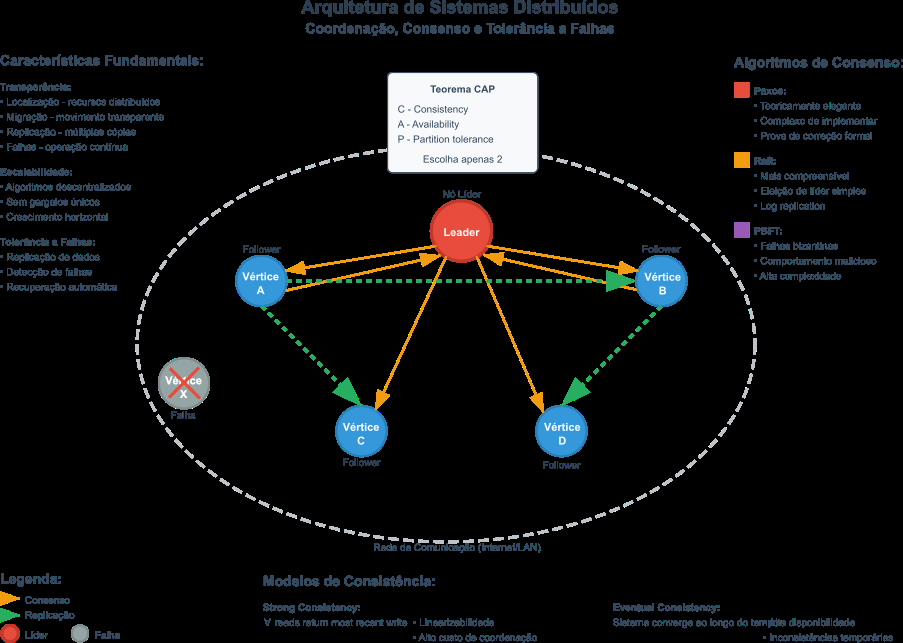 Arquitetura de Sistemas Distribuídos
Coordenação, Consenso e Tolerância a Falhas
Características Fundamentais:
Transparência:
• Localização - recursos distribuídos
• Migração - movimento transparente
• Replicação - múltiplas cópias
• Falhas - operação contínua
Escalabilidade:
• Algoritmos descentralizados
• Sem gargalos únicos
• Crescimento horizontal
Tolerância a Falhas:
• Replicação de dados
• Detecção de falhas
• Recuperação automática
Teorema CAP
C - Consistency
A - Availability
P - Partition tolerance
Escolha apenas 2
Algoritmos de Consenso:
Paxos:
• Teoricamente elegante
• Complexo de implementar
• Prova de correção formal
Raft:
• Mais compreensível
• Eleição de líder simples
• Log replication
PBFT:
• Falhas bizantinas
• Comportamento malicioso
• Alta complexidade
Nó Líder
Leader
Follower
Vértice
A
Follower
Vértice
B
Vértice
X
Falha
Vértice
C
Follower
Vértice
D
Follower
Rede de Comunicação (Internet/LAN)
Legenda:
Consenso
Replicação
Líder
Falha
Modelos de Consistência:
Strong Consistency:
∀ reads return most recent write
• Linearizabilidade
• Alto custo de coordenação
Eventual Consistency:
Sistema converge ao longo do tempo
• disponibilidade
• Inconsistências temporárias